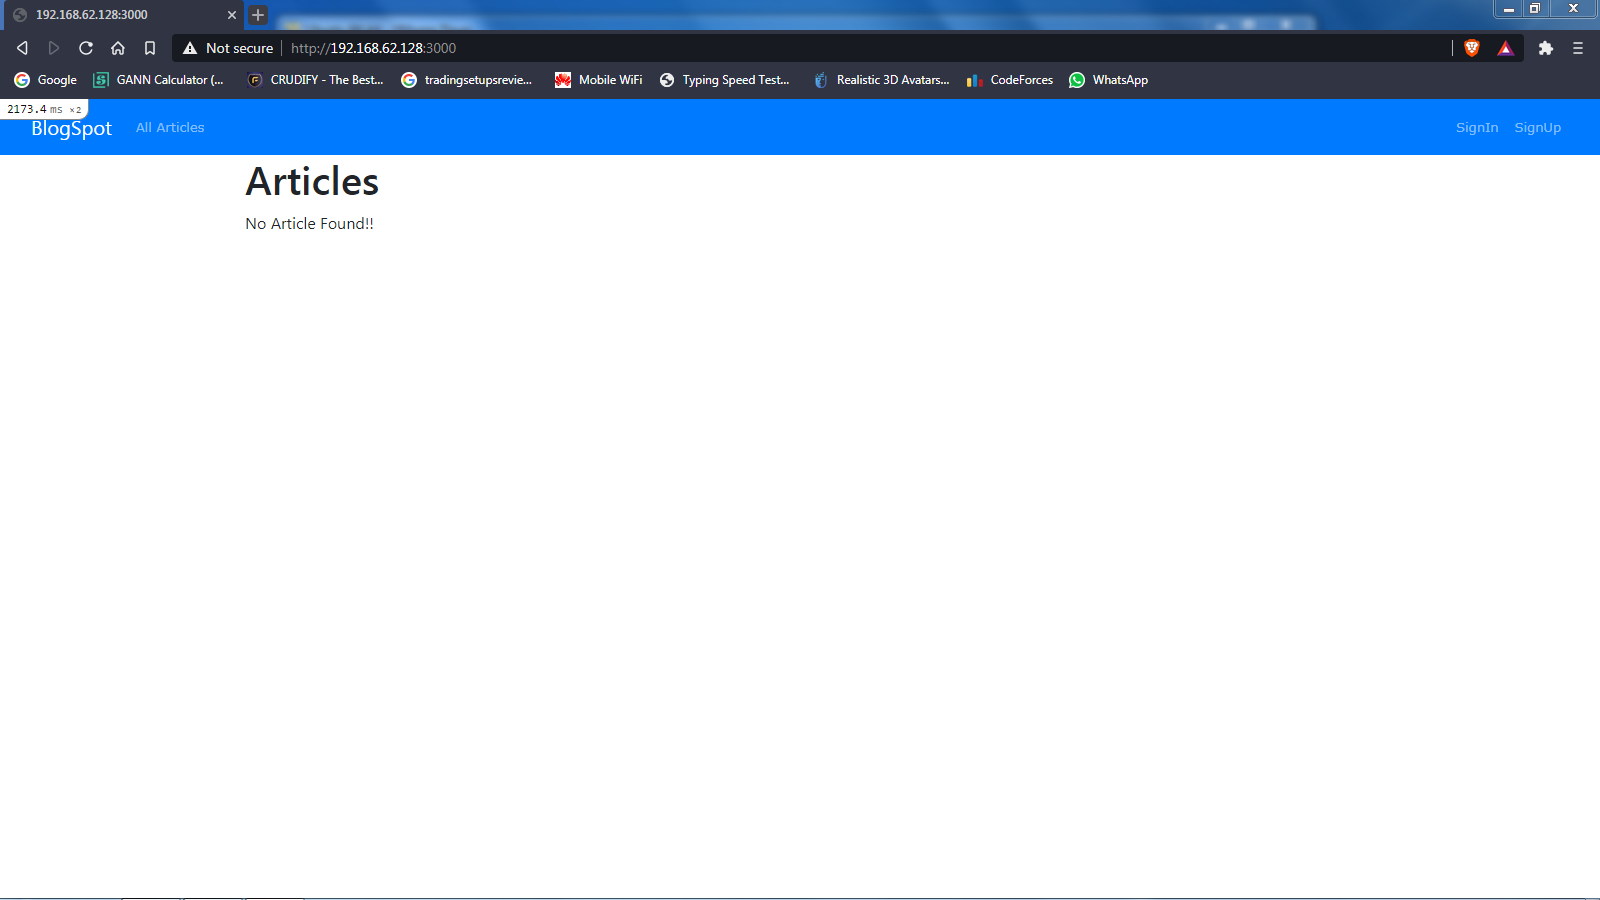 192.168.62.128:3000
Not secure http://192.168.62.128:3000
Google GANN Calculator (... CRUDIFY - The Best... tradingsetupsrevie... Mobile WiFi Typing Speed Test... Realistic 3D Avatars... CodeForces WhatsApp
2173.4 ms ×2
BlogSpot All Articles SignIn SignUp
Articles
No Article Found!!